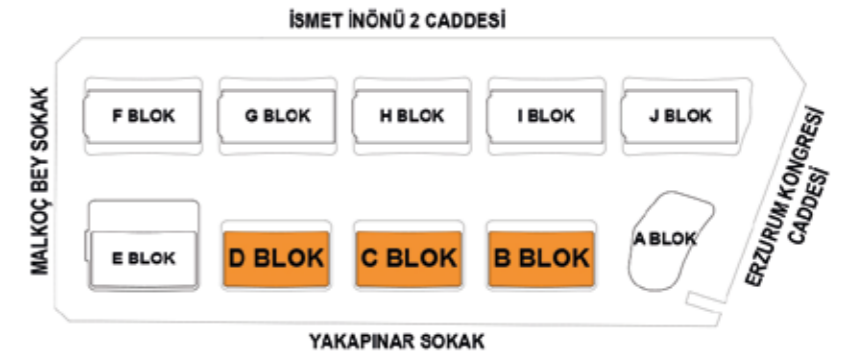 İSMET İNÖNÜ 2 CADDESİ
MALKOÇ BEY SOKAK
F BLOK
G BLOK
H BLOK
I BLOK
J BLOK
ERZURUM KONGRESİ
CADDESİ
E BLOK
D BLOK
C BLOK
B BLOK
A BLOK
YAKAPINAR SOKAK